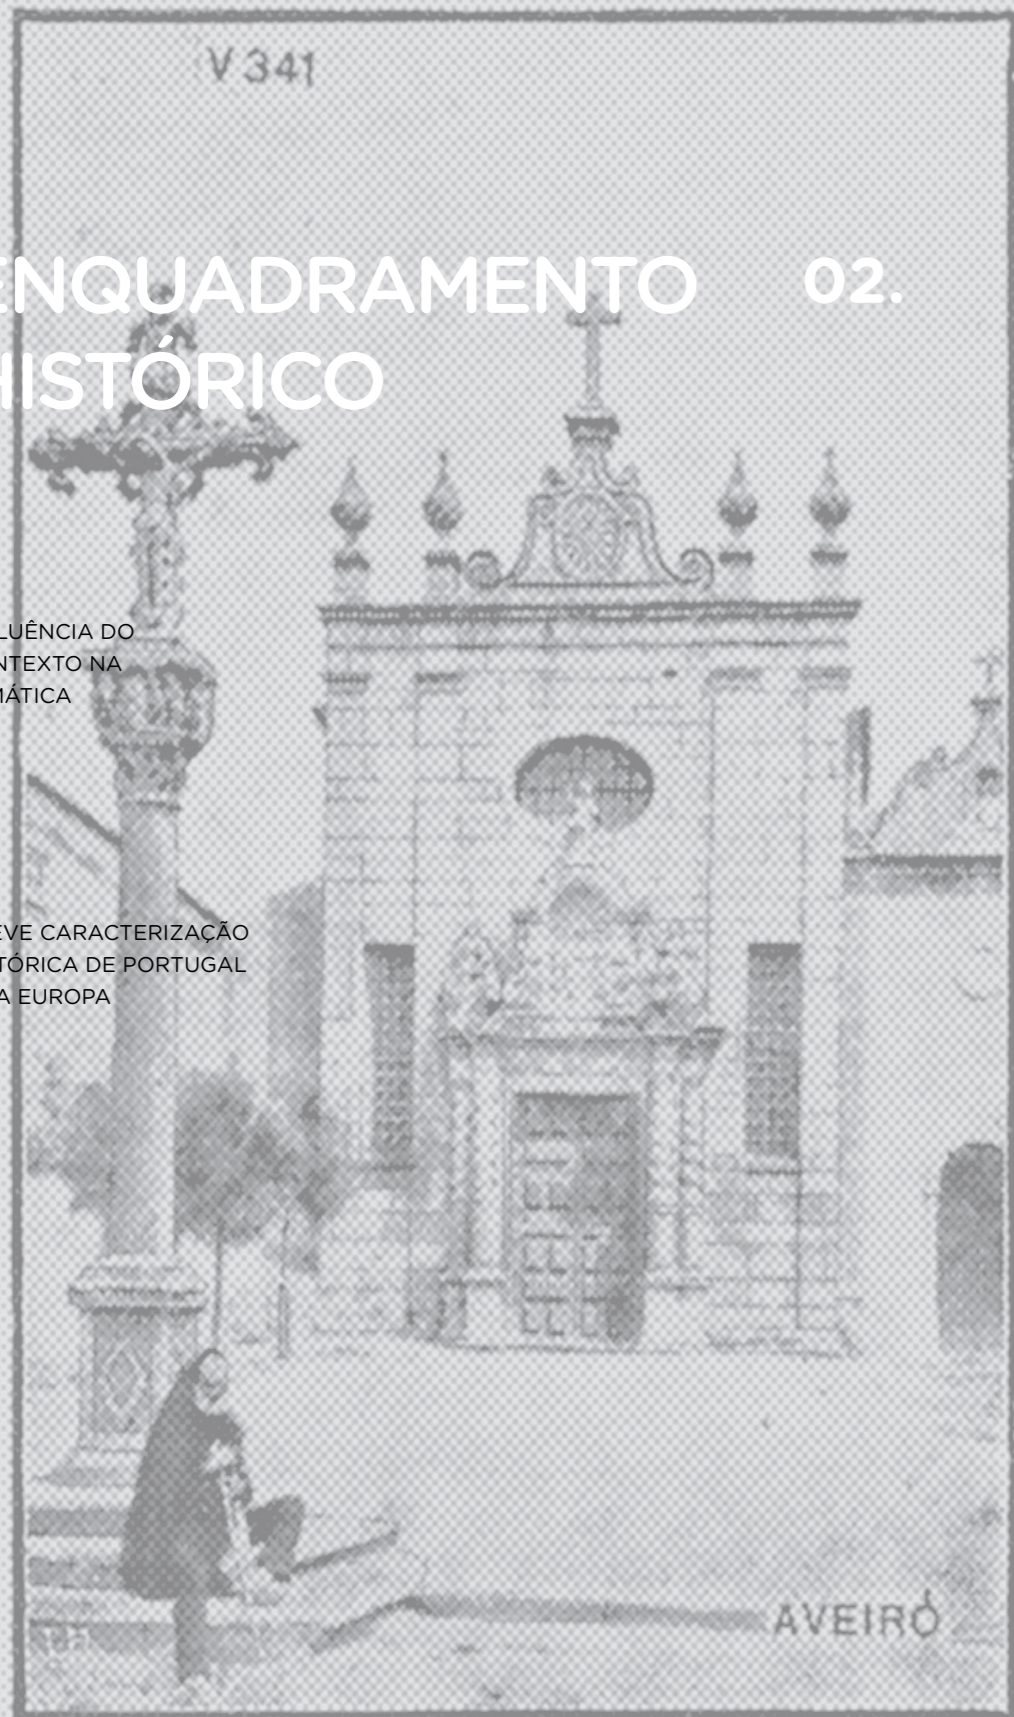 V 341
ENQUADRAMENTO 02.
HISTÓRICO
LUÊNCIA DO
NTEXTO NA
MÁTICA
EVE CARACTERIZAÇÃO
TÓRICA DE PORTUGAL
A EUROPA
AVEIRO